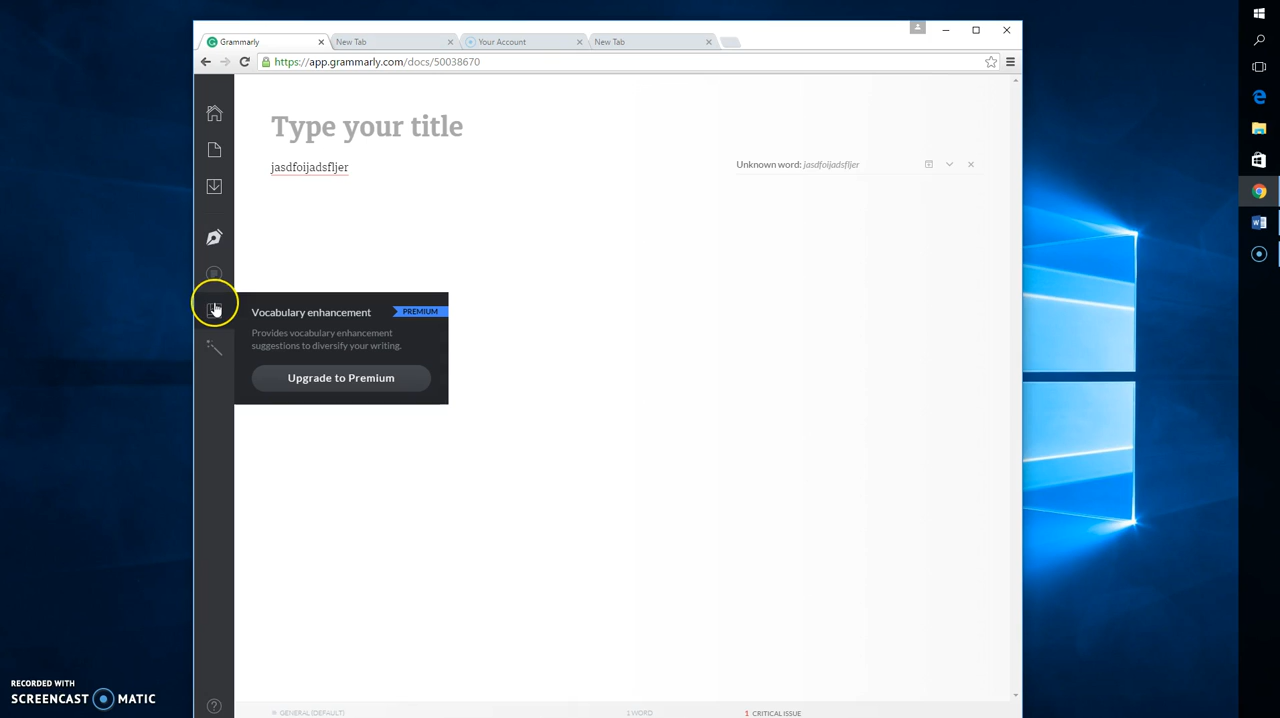 Grammarly
New Tab
Your Account
New Tab
https://app.grammarly.com/docs/50038670
Type your title
jasdfoijadsfljer
Unknown word: jasdfoijadsfljer
Vocabulary enhancement
PREMIUM
Provides vocabulary enhancement
suggestions to diversify your writing.
Upgrade to Premium
GENERAL (DEFAULT)
1 WORD
1 CRITICAL ISSUE
RECORDED WITH
SCREENCAST MATIC